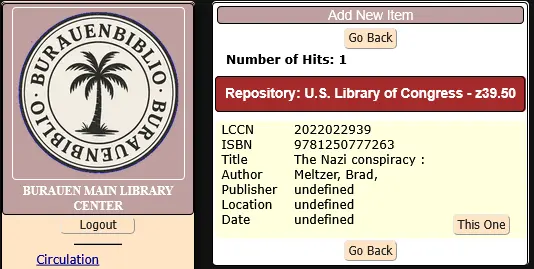 BURAUENBIBLIO · BURAUENBIBLIO ·
BURAUEN MAIN LIBRARY
CENTER
Logout
Circulation
Add New Item
Go Back
Number of Hits: 1
Repository: U.S. Library of Congress - z39.50
LCCN 2022022939
ISBN 9781250777263
Title The Nazi conspiracy :
Author Meltzer, Brad,
Publisher undefined
Location undefined
Date undefined
This One
Go Back